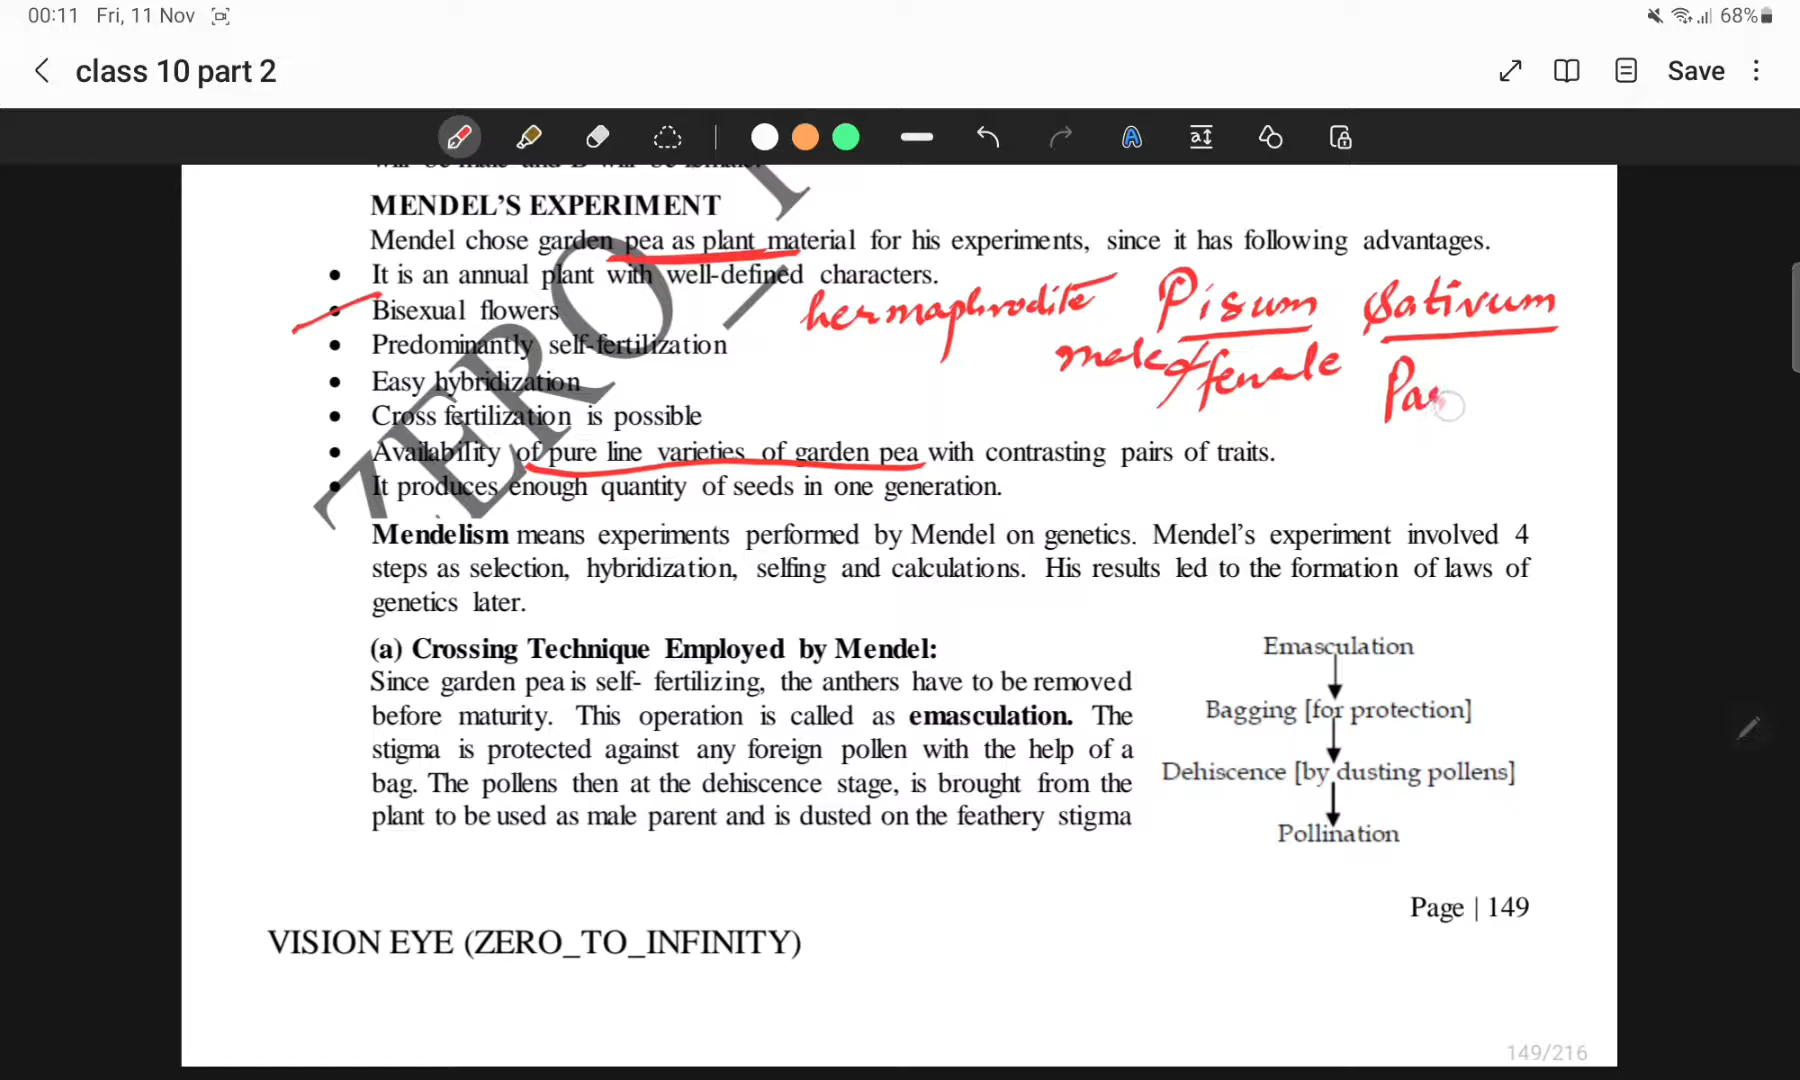 00:11 Fri, 11 Nov 68%
class 10 part 2 Save
MENDEL'S EXPERIMENT
Mendel chose garden pea as plant material for his experiments, since it has following advantages.
• It is an annual plant with well-defined characters.
hermaphrodite Pisum Sativum
• Bisexual flowers
• Predominantly self-fertilization
male & female
• Easy hybridization
• Cross fertilization is possible
• Availability of pure line varieties of garden pea with contrasting pairs of traits.
• It produces enough quantity of seeds in one generation.
Mendelism means experiments performed by Mendel on genetics. Mendel's experiment involved 4
steps as selection, hybridization, selfing and calculations. His results led to the formation of laws of
genetics later.
(a) Crossing Technique Employed by Mendel:
Since garden pea is self- fertilizing, the anthers have to be removed
before maturity. This operation is called as emasculation. The
stigma is protected against any foreign pollen with the help of a
bag. The pollens then at the dehiscence stage, is brought from the
plant to be used as male parent and is dusted on the feathery stigma
Emasculation
Bagging [for protection]
Dehiscence [by dusting pollens]
Pollination
Page | 149
VISION EYE (ZERO_TO_INFINITY)
149/216